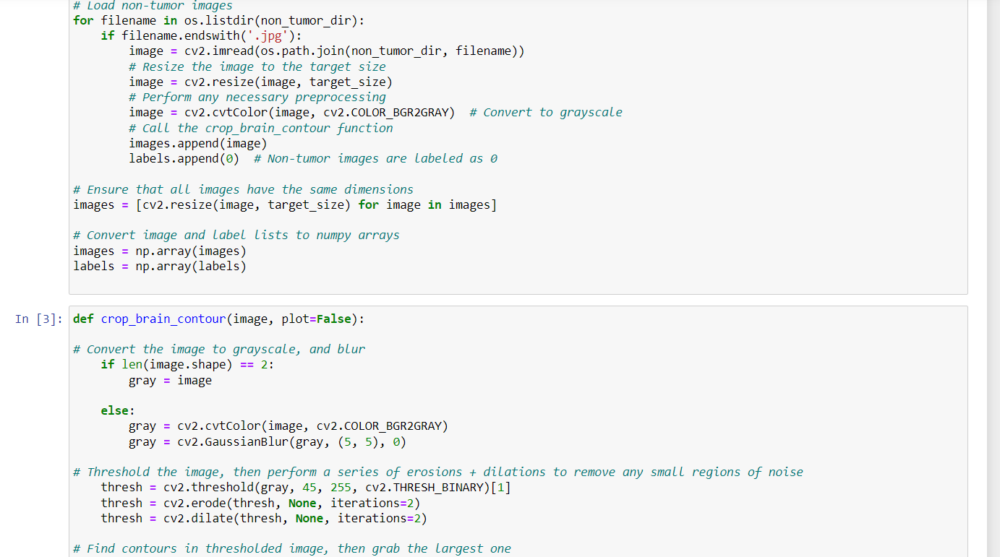 # Load non-tumor images
for filename in os.listdir(non_tumor_dir):
    if filename.endswith('.jpg'):
        image = cv2.imread(os.path.join(non_tumor_dir, filename))
        # Resize the image to the target size
        image = cv2.resize(image, target_size)
        # Perform any necessary preprocessing
        image = cv2.cvtColor(image, cv2.COLOR_BGR2GRAY)  # Convert to grayscale
        # Call the crop_brain_contour function
        images.append(image)
        labels.append(0)  # Non-tumor images are labeled as 0

# Ensure that all images have the same dimensions
images = [cv2.resize(image, target_size) for image in images]

# Convert image and label lists to numpy arrays
images = np.array(images)
labels = np.array(labels)

In [3]: def crop_brain_contour(image, plot=False):

# Convert the image to grayscale, and blur
    if len(image.shape) == 2:
        gray = image

    else:
        gray = cv2.cvtColor(image, cv2.COLOR_BGR2GRAY)
        gray = cv2.GaussianBlur(gray, (5, 5), 0)

# Threshold the image, then perform a series of erosions + dilations to remove any small regions of noise
    thresh = cv2.threshold(gray, 45, 255, cv2.THRESH_BINARY)[1]
    thresh = cv2.erode(thresh, None, iterations=2)
    thresh = cv2.dilate(thresh, None, iterations=2)

# Find contours in thresholded image, then grab the largest one